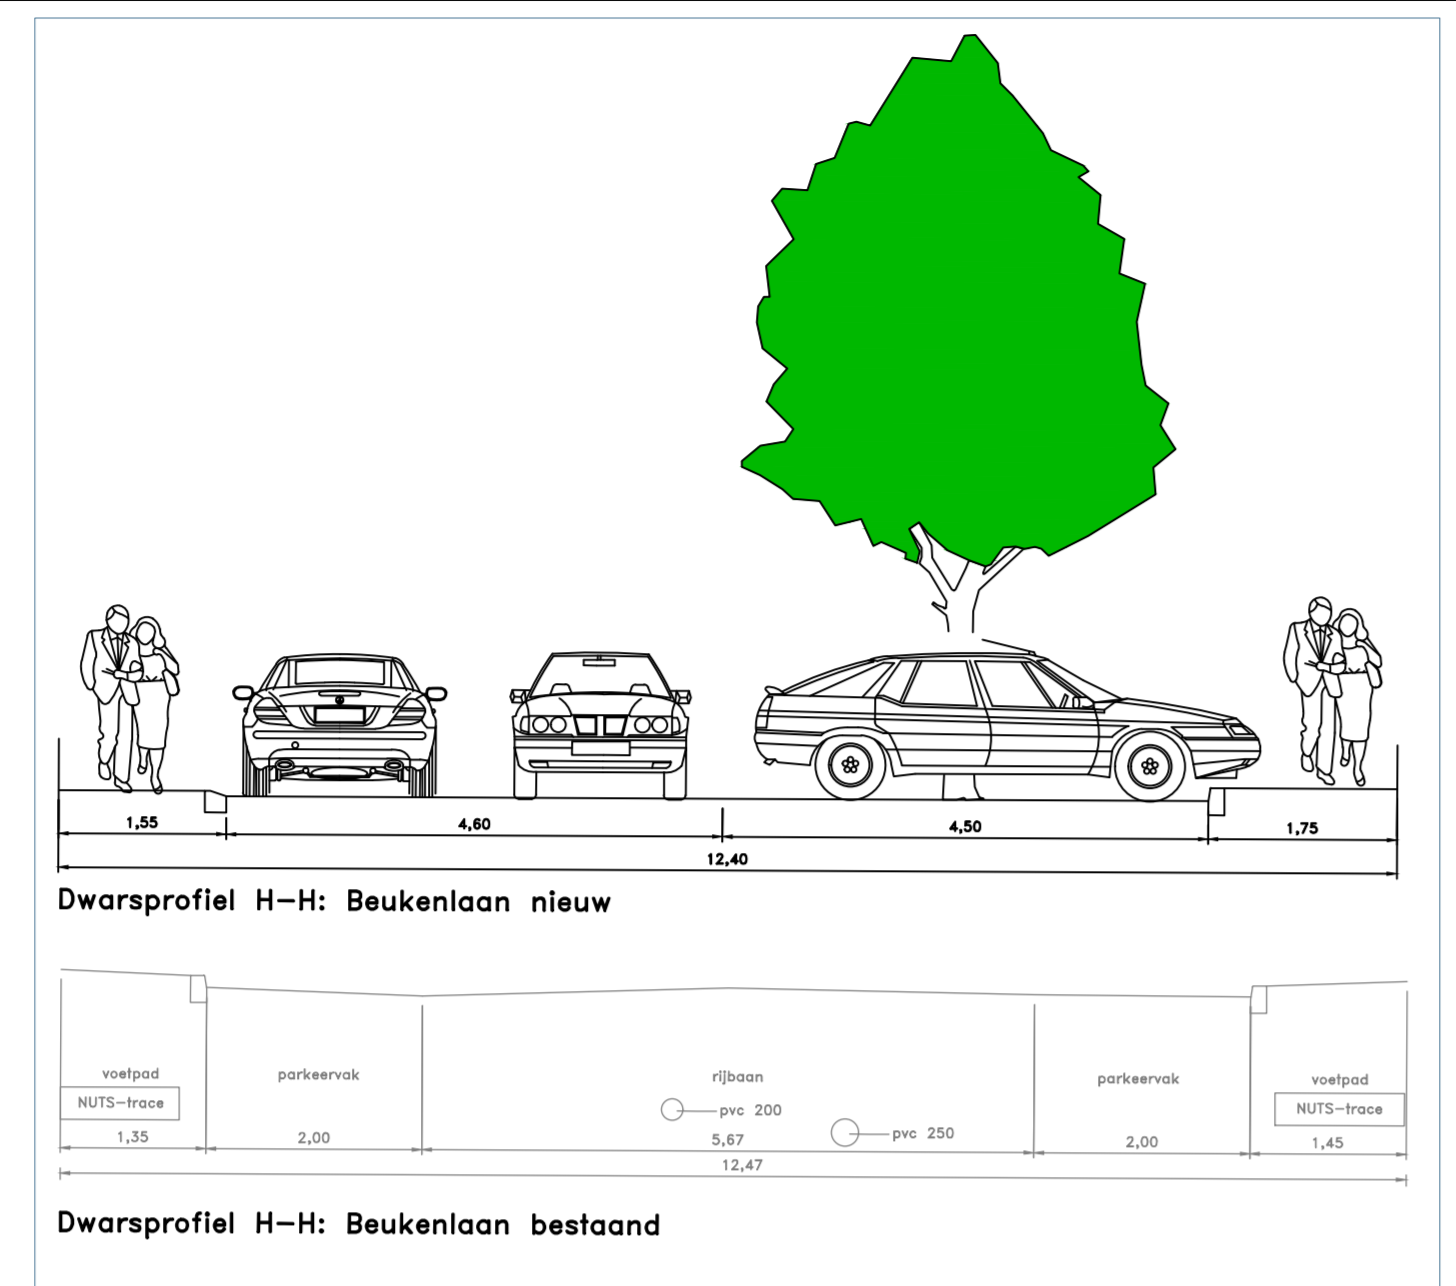 1,55
4,60
4,50
1,75
12,40
Dwarsprofiel H-H: Beukenlaan nieuw
voetpad
parkeervak
rijbaan
parkeervak
voetpad
NUTS-trace
pvc 200
NUTS-trace
pvc 250
1,35
2,00
5,67
2,00
1,45
12,47
Dwarsprofiel H-H: Beukenlaan bestaand